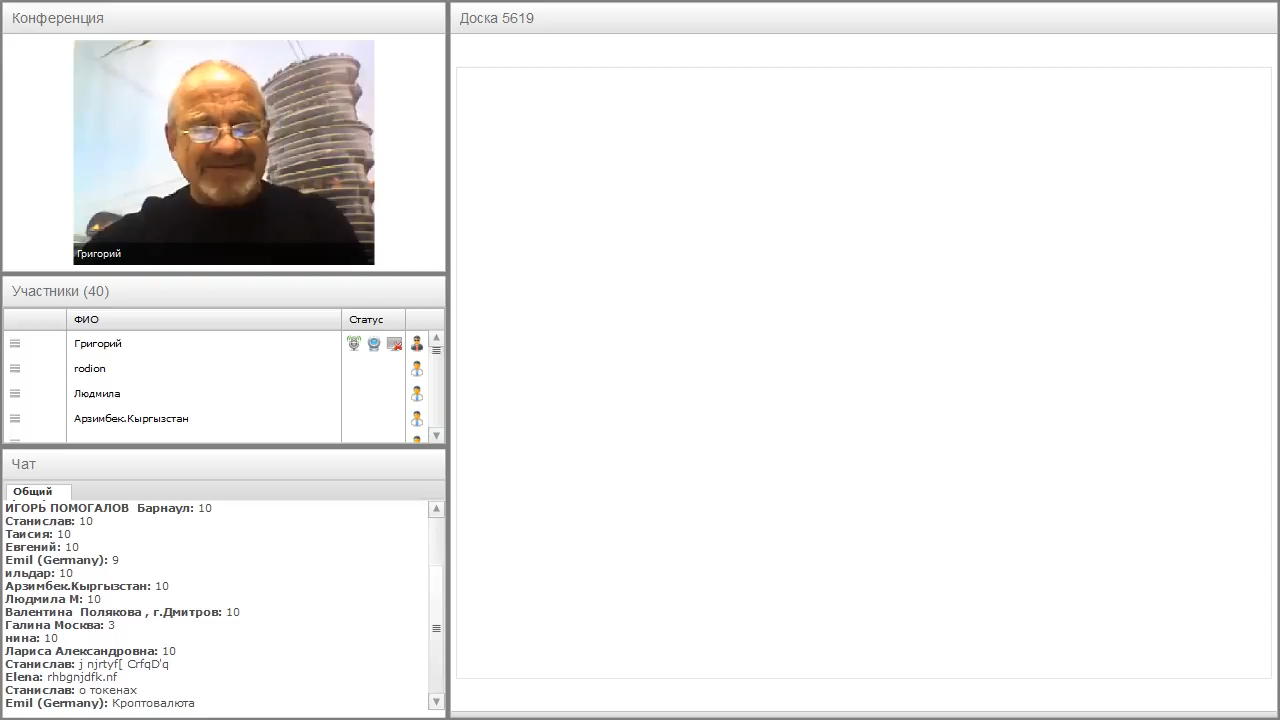 Конференция
Григорий
Участники (40)
ФИО
Статус
Григорий
rodion
Людмила
Арзимбек.Кыргызстан
Чат
Общий
ИГОРЬ ПОМОГАЛОВ Барнаул: 10
Станислав: 10
Таисия: 10
Евгений: 10
Emil (Germany): 9
ильдар: 10
Арзимбек.Кыргызстан: 10
Людмила М: 10
Валентина Полякова , г.Дмитров: 10
Галина Москва: 3
нина: 10
Лариса Александровна: 10
Станислав: j njrtyf[ CrfqD'q
Elena: rhbgnjdfk.nf
Станислав: о токенах
Emil (Germany): Кроптовалюта
Доска 5619